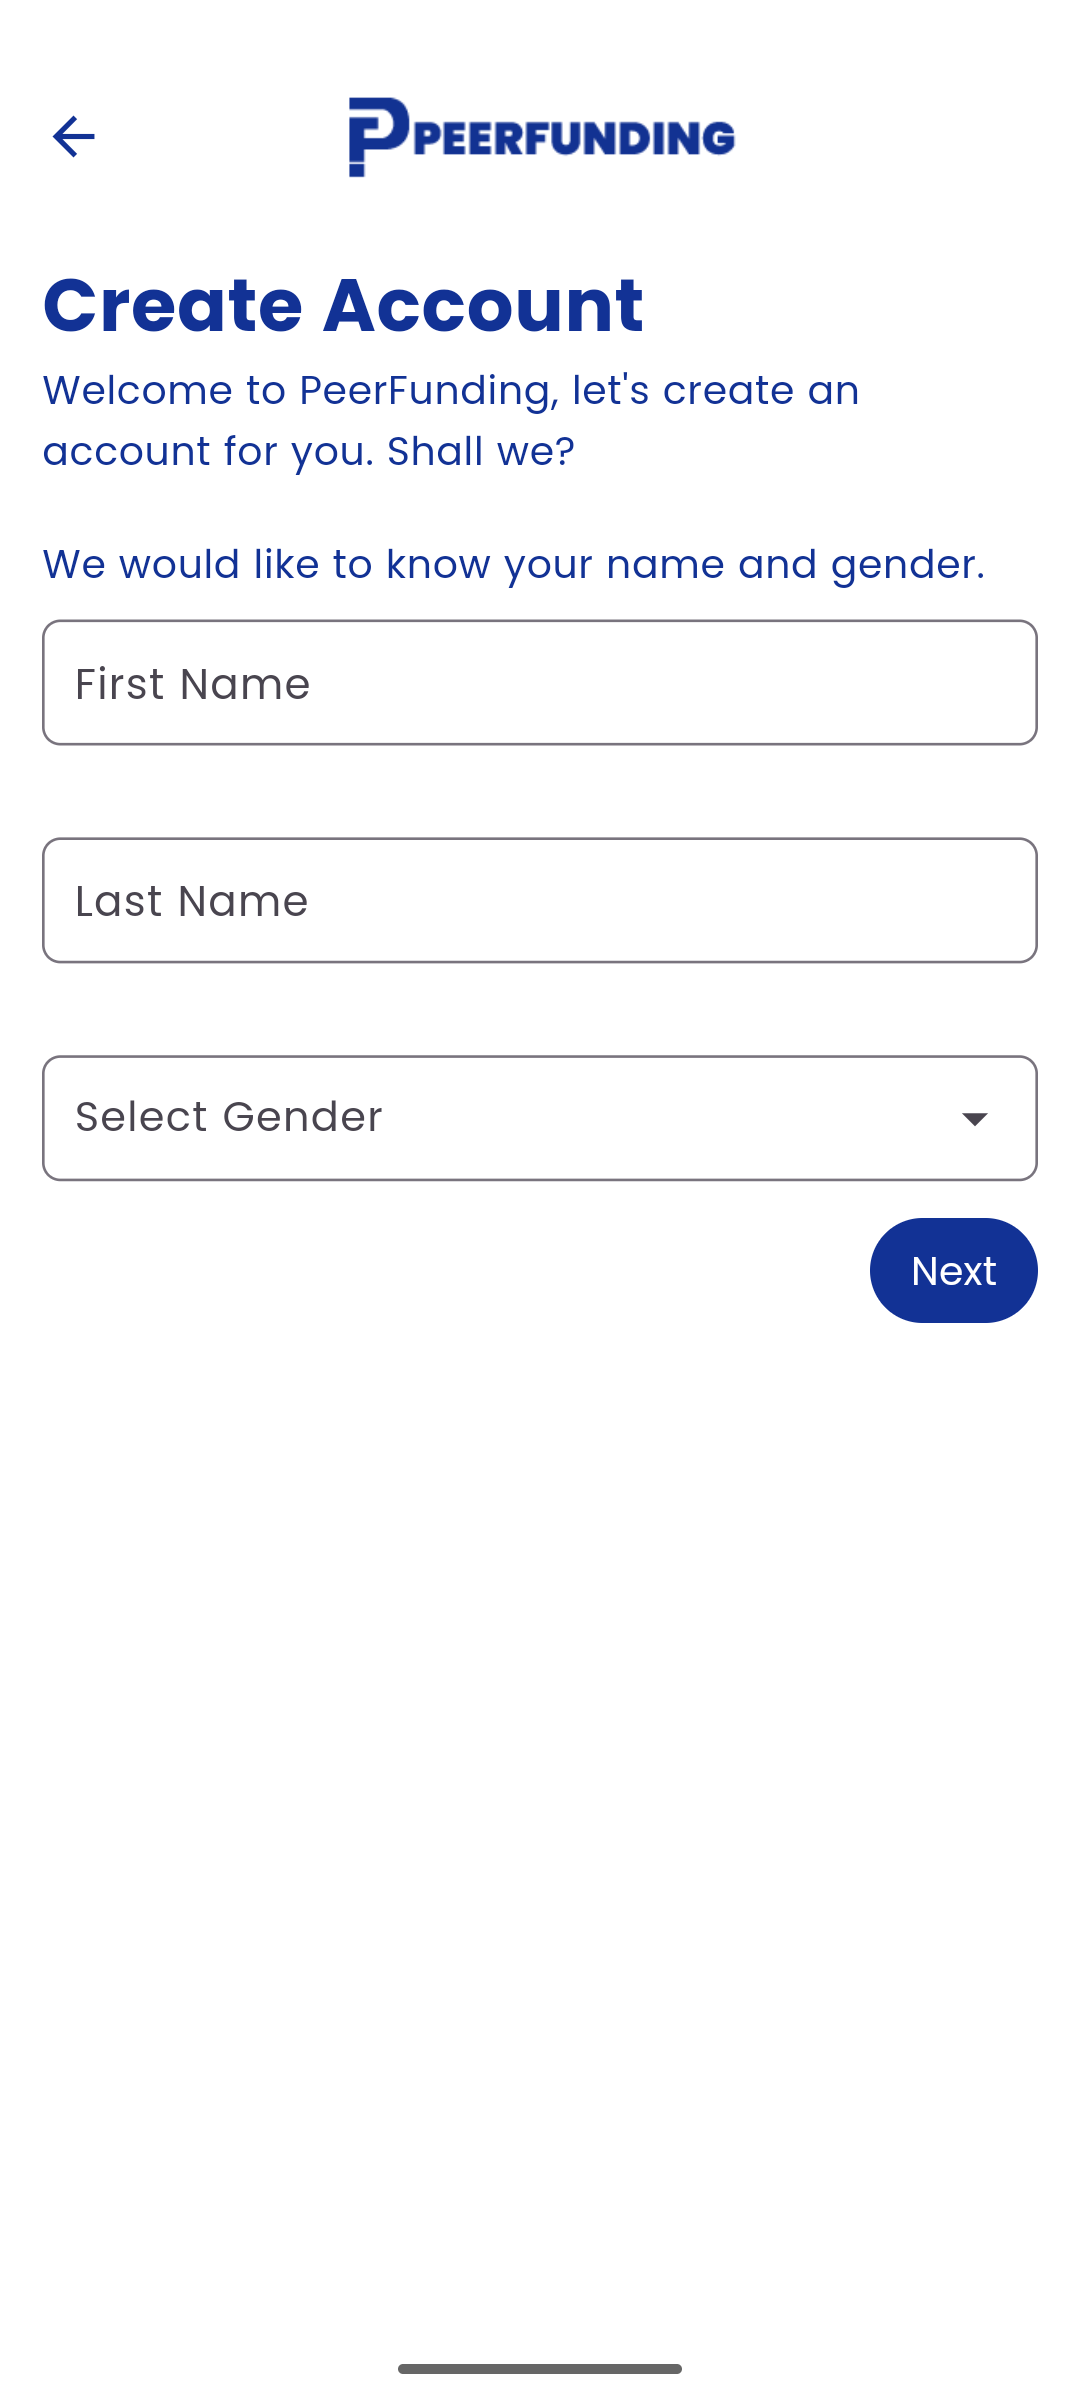 PEERFUNDING
Create Account
Welcome to PeerFunding, let's create an
account for you. Shall we?
We would like to know your name and gender.
First Name
Last Name
Select Gender
Next